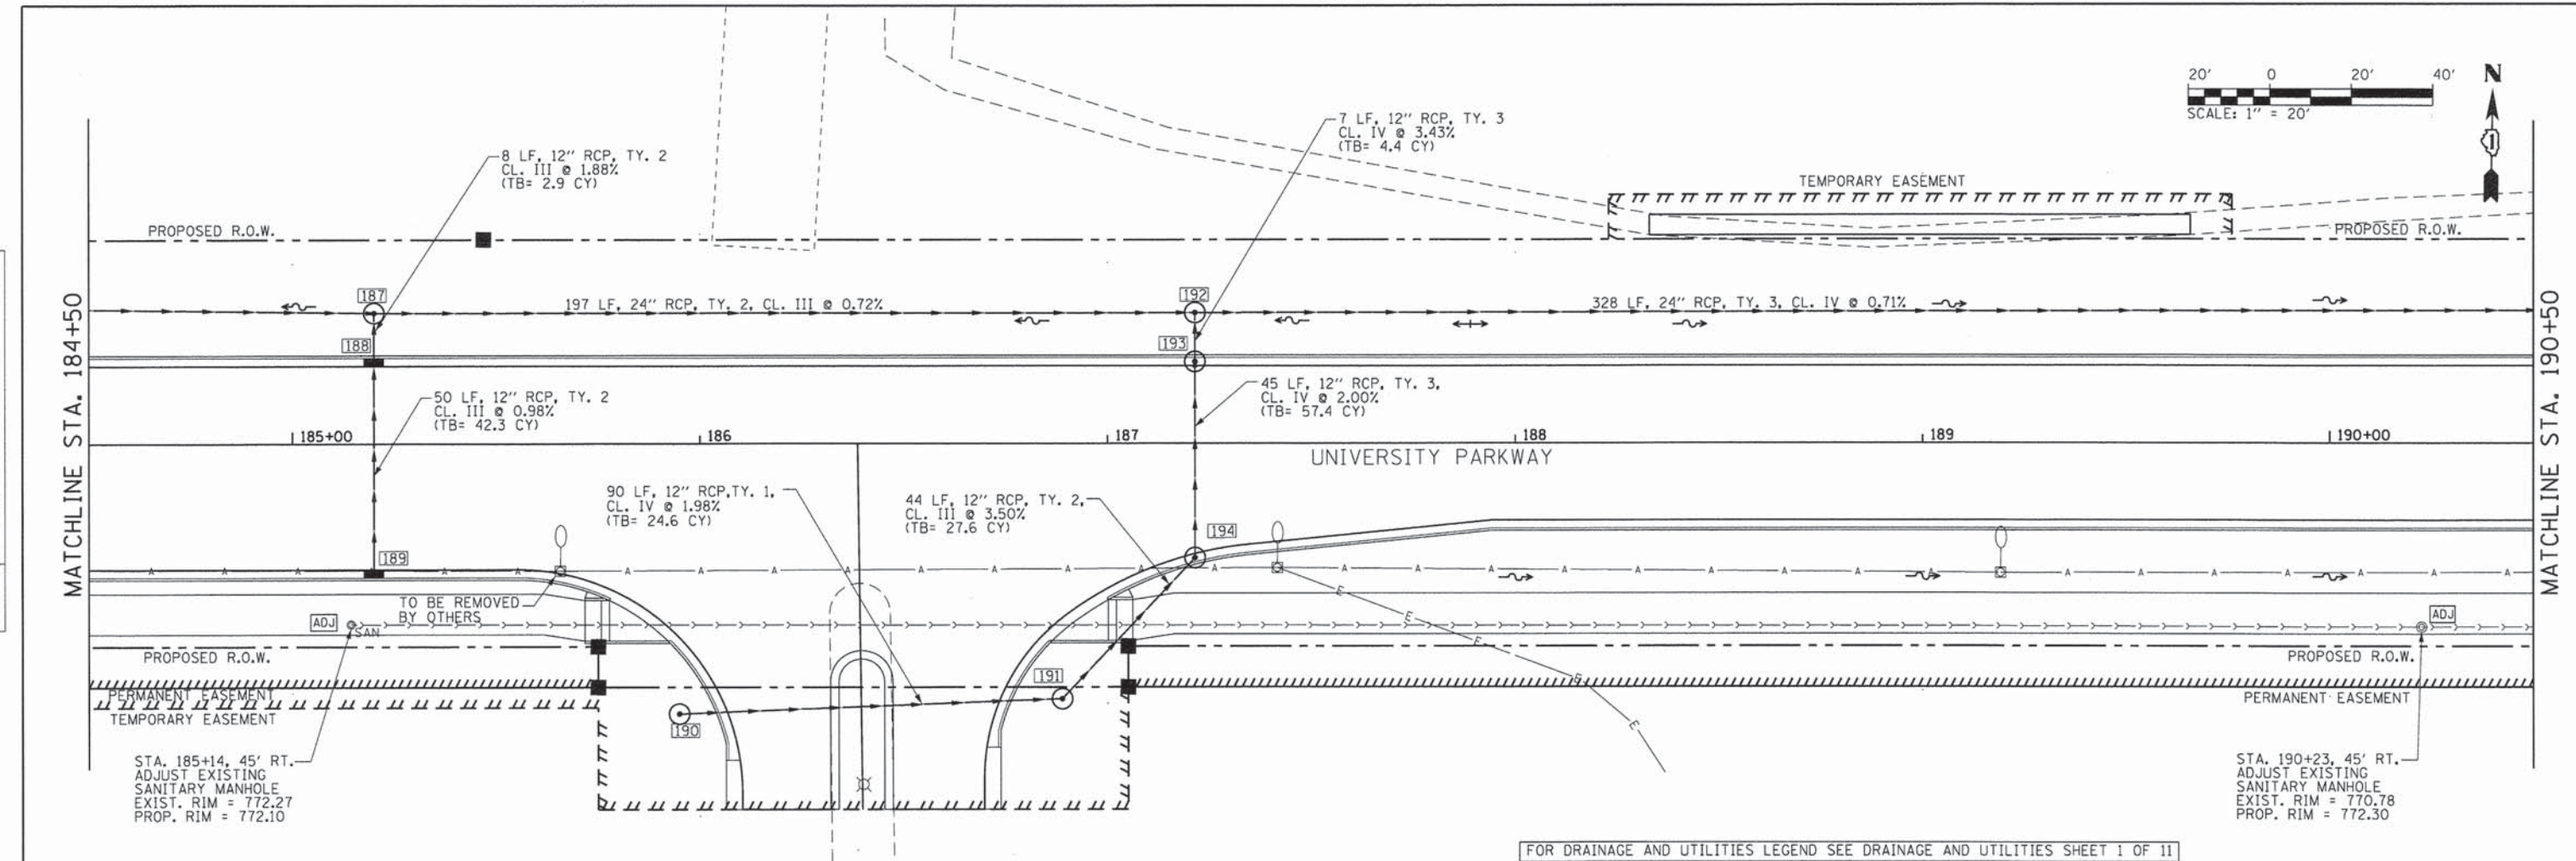 20' 0 20' 40'
N
SCALE: 1" = 20'
7 LF, 12" RCP, TY. 3
CL. IV @ 3.43%
(TB= 4.4 CY)
8 LF, 12" RCP, TY. 2
CL. III @ 1.88%
(TB= 2.9 CY)
TEMPORARY EASEMENT
PROPOSED R.O.W.
PROPOSED R.O.W.
187
197 LF, 24" RCP, TY. 2, CL. III @ 0.72%
192
328 LF, 24" RCP, TY. 3, CL. IV @ 0.71%
188
193
MATCHLINE STA. 184+50
MATCHLINE STA. 190+50
50 LF, 12" RCP, TY. 2
CL. III @ 0.98%
(TB= 42.3 CY)
45 LF, 12" RCP, TY. 3,
CL. IV @ 2.00%
(TB= 57.4 CY)
185+00 186 187 188 189 190+00
UNIVERSITY PARKWAY
90 LF, 12" RCP,TY. 1,
CL. IV @ 1.98%
(TB= 24.6 CY)
44 LF, 12" RCP, TY. 2,
CL. III @ 3.50%
(TB= 27.6 CY)
194
189
A A A A A A A A A A A A A A A A A A
E E E E E
TO BE REMOVED
BY OTHERS
ADJ
SAN
ADJ
PROPOSED R.O.W.
PROPOSED R.O.W.
191
PERMANENT EASEMENT
PERMANENT EASEMENT
TEMPORARY EASEMENT
190
STA. 185+14, 45' RT.
ADJUST EXISTING
SANITARY MANHOLE
EXIST. RIM = 772.27
PROP. RIM = 772.10
STA. 190+23, 45' RT.
ADJUST EXISTING
SANITARY MANHOLE
EXIST. RIM = 770.78
PROP. RIM = 772.30
FOR DRAINAGE AND UTILITIES LEGEND SEE DRAINAGE AND UTILITIES SHEET 1 OF 11